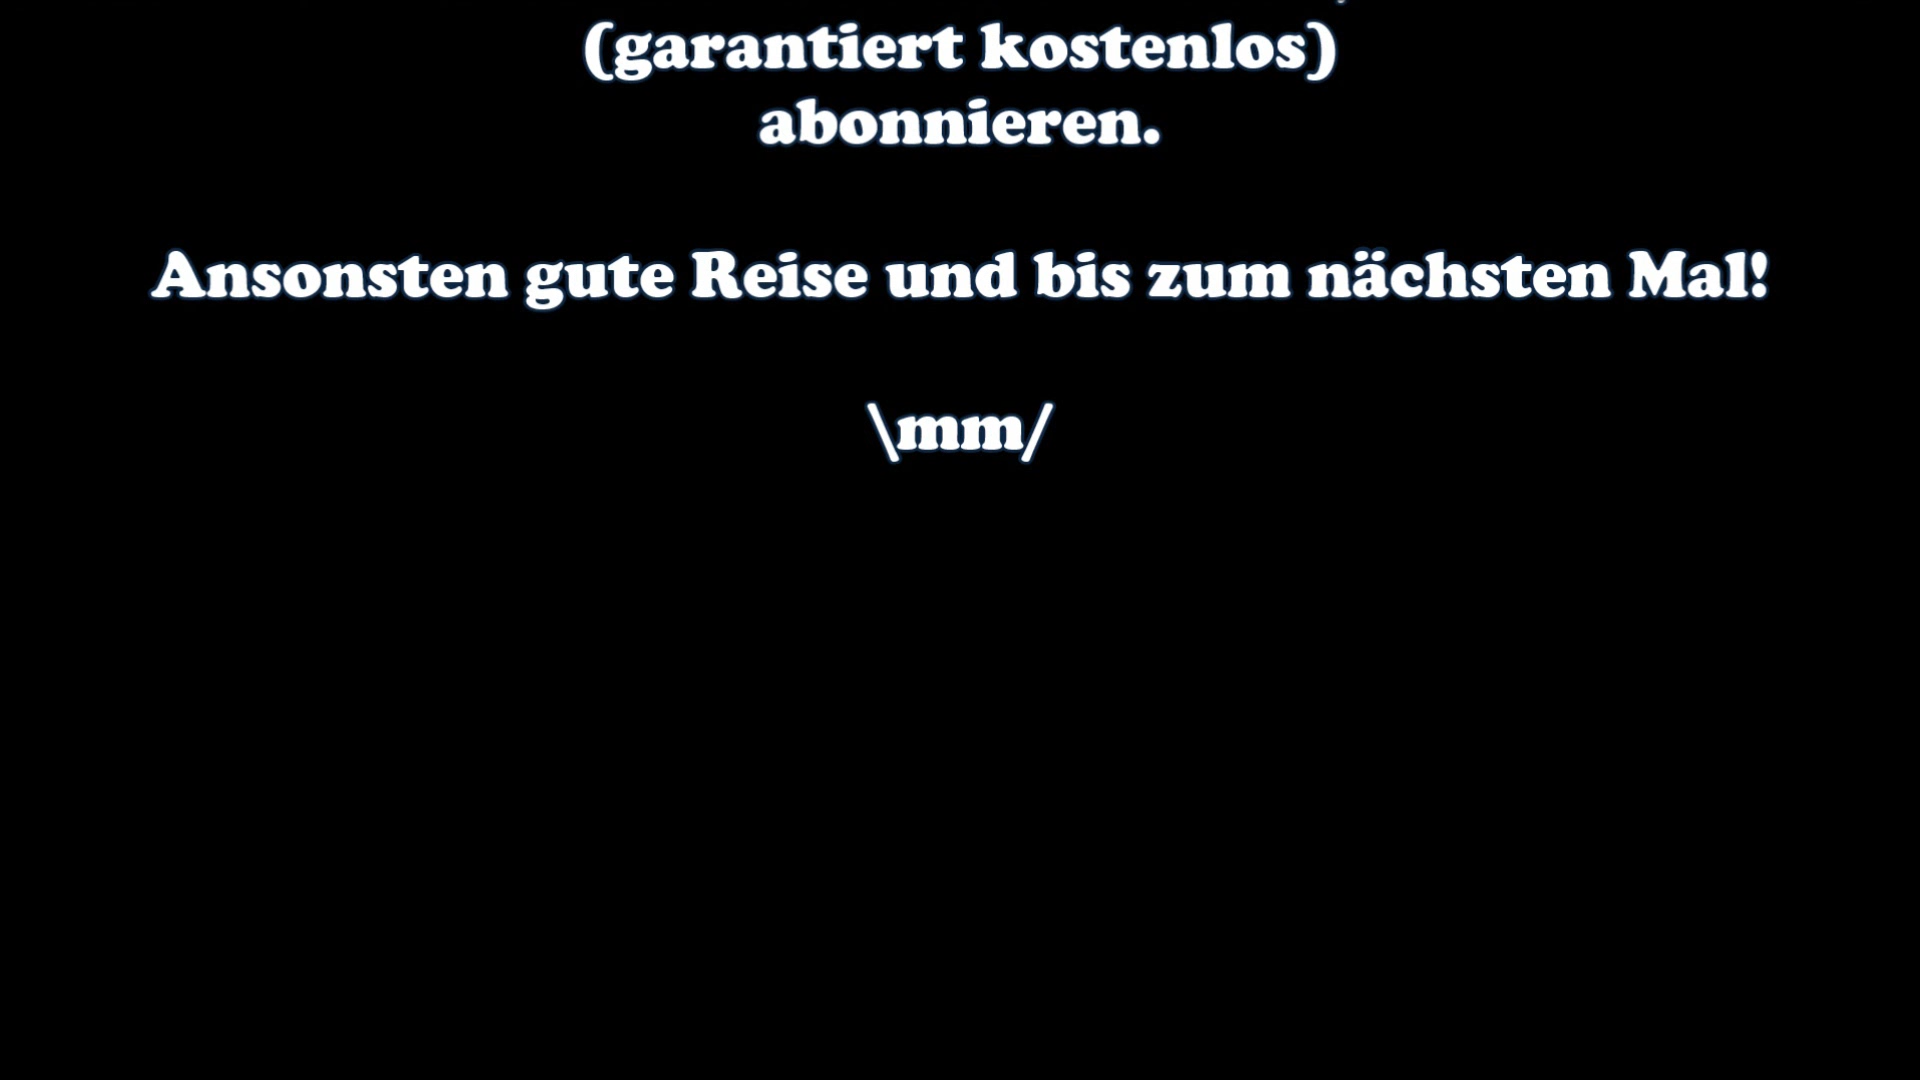 (garantiert kostenlos)
abonnieren.
Ansonsten gute Reise und bis zum nächsten Mal!
\mm/